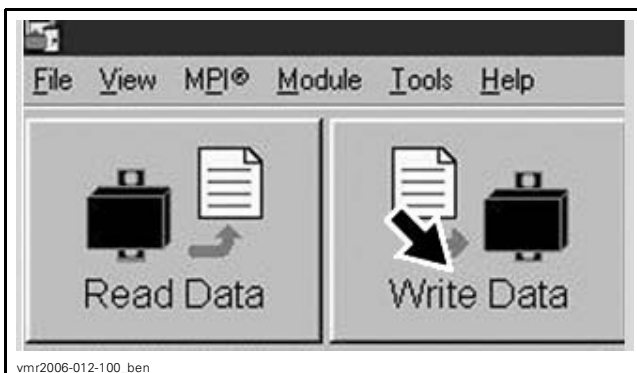 File View MPI® Module Tools Help
Read Data
Write Data
vmr2006-012-100_ben